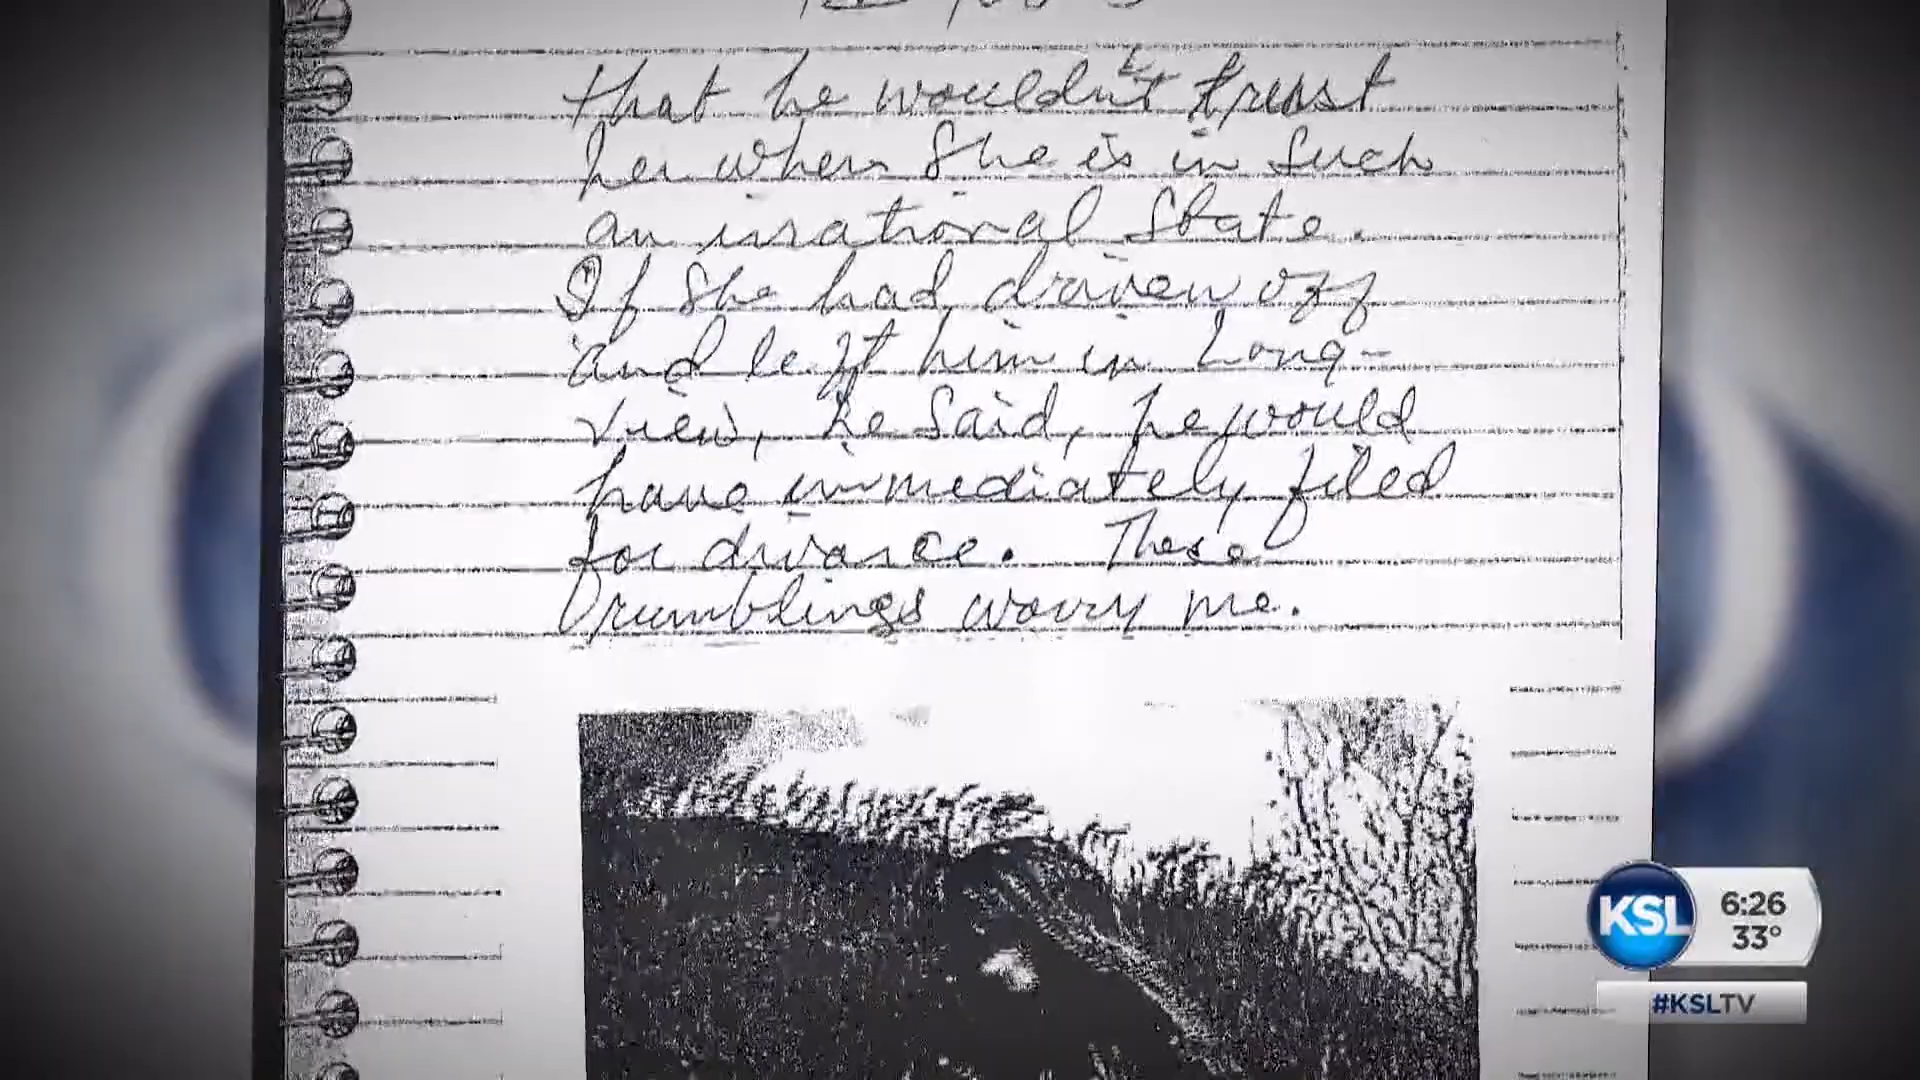 that he wouldn't trust
her when she is in such
an irrational state.
If she had driven off
and left him in Long-
view, he said, he would
have immediately filed
for divorce. These
rumblings worry me.
KSL
6:26
33°
#KSLTV